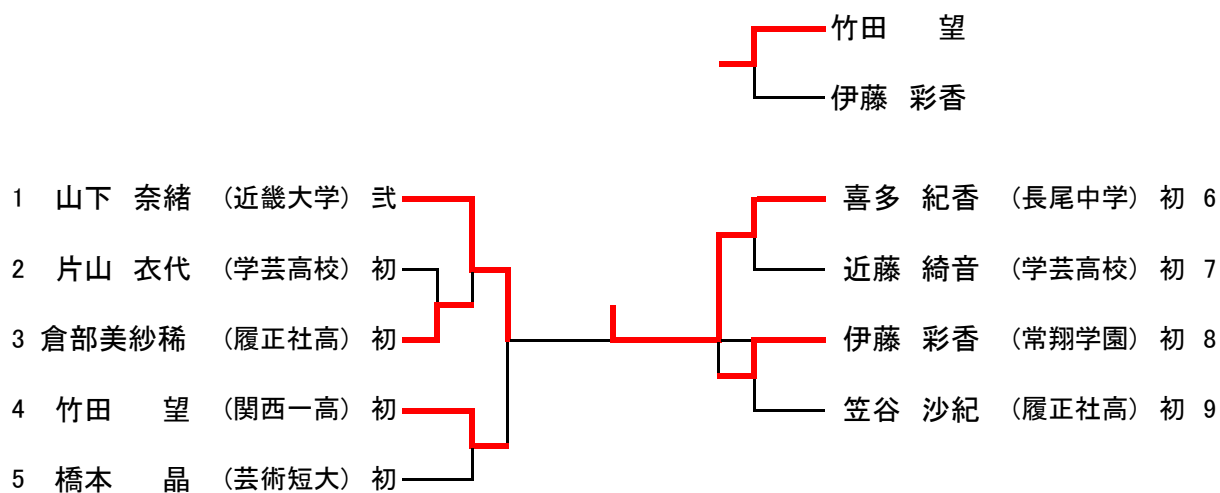 竹田 望
伊藤 彩香
1 山下 奈緒 (近畿大学) 弐
2 片山 衣代 (学芸高校) 初
3 倉部美紗稀 (履正社高) 初
4 竹田 望 (関西一高) 初
5 橋本 晶 (芸術短大) 初
喜多 紀香 (長尾中学) 初 6
近藤 綺音 (学芸高校) 初 7
伊藤 彩香 (常翔学園) 初 8
笠谷 沙紀 (履正社高) 初 9